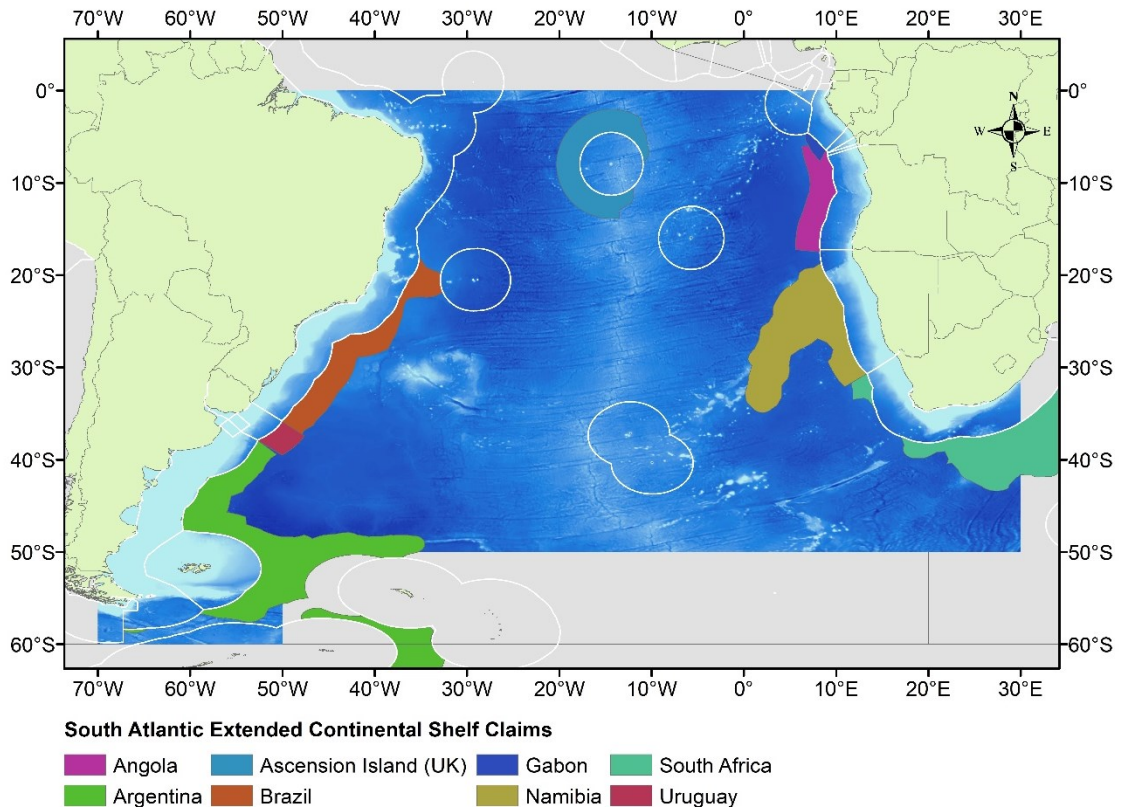 70°W 60°W 50°W 40°W 30°W 20°W 10°W 0° 10°E 20°E 30°E
0° 0°
N
W E
S
10°S 10°S
20°S 20°S
30°S 30°S
40°S 40°S
50°S 50°S
60°S 60°S
70°W 60°W 50°W 40°W 30°W 20°W 10°W 0° 10°E 20°E 30°E
South Atlantic Extended Continental Shelf Claims
Angola Ascension Island (UK) Gabon South Africa
Argentina Brazil Namibia Uruguay